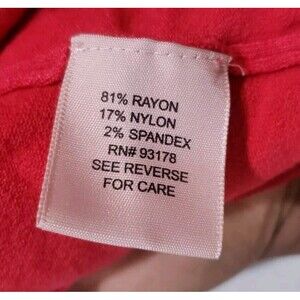 81% RAYON
17% NYLON
2% SPANDEX
RN# 93178
SEE REVERSE
FOR CARE